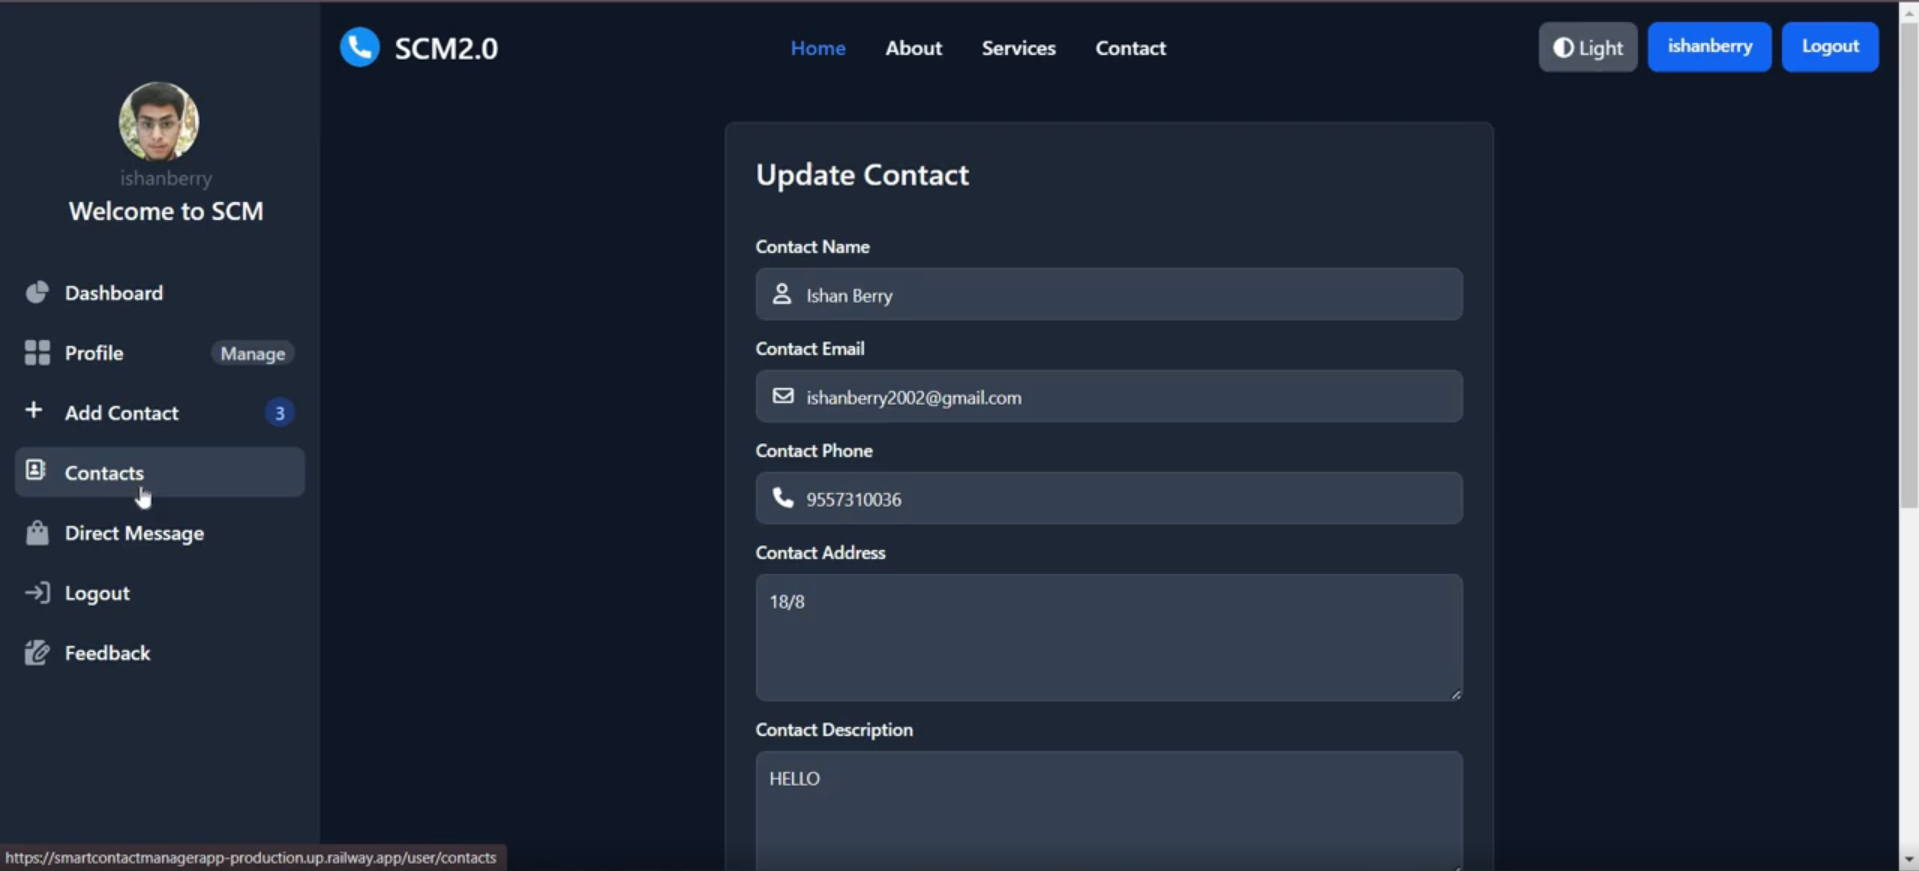 SCM2.0
Home About Services Contact
Light
ishanberry
Logout
ishanberry
Welcome to SCM
Dashboard
Profile Manage
Add Contact 3
Contacts
Direct Message
Logout
Feedback
Update Contact
Contact Name
Ishan Berry
Contact Email
ishanberry2002@gmail.com
Contact Phone
9557310036
Contact Address
18/8
Contact Description
HELLO
https://smartcontactmanagerapp-production.up.railway.app/user/contacts